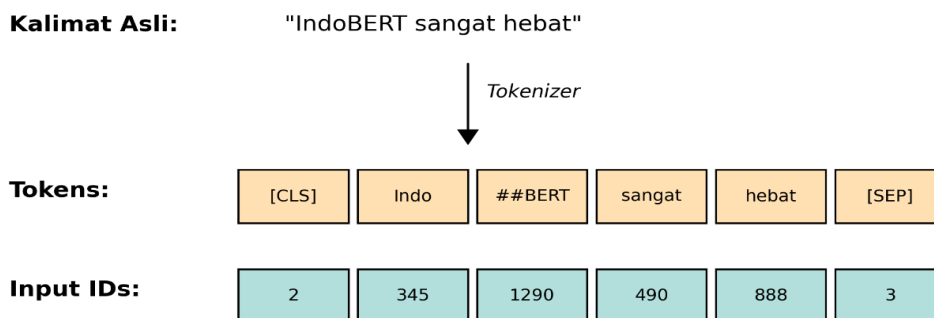 Kalimat Asli: "IndoBERT sangat hebat"
Tokenizer
Tokens: [CLS] Indo ##BERT sangat hebat [SEP]
Input IDs: 2 345 1290 490 888 3